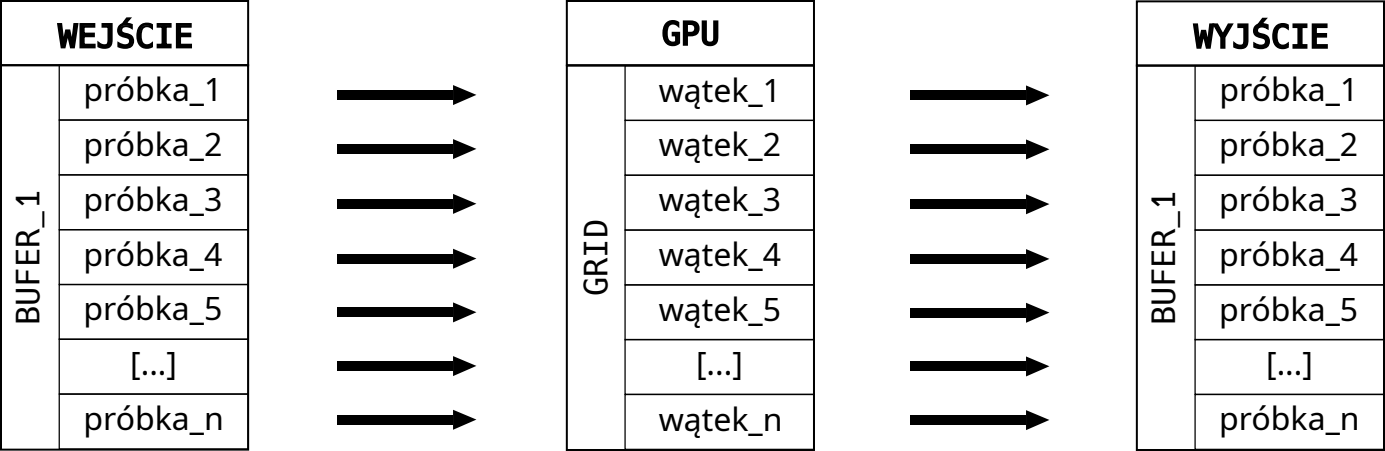 WEJŚCIE
BUFER_1
próbka_1
próbka_2
próbka_3
próbka_4
próbka_5
[...]
próbka_n
GPU
GRID
wątek_1
wątek_2
wątek_3
wątek_4
wątek_5
[...]
wątek_n
WYJŚCIE
BUFER_1
próbka_1
próbka_2
próbka_3
próbka_4
próbka_5
[...]
próbka_n